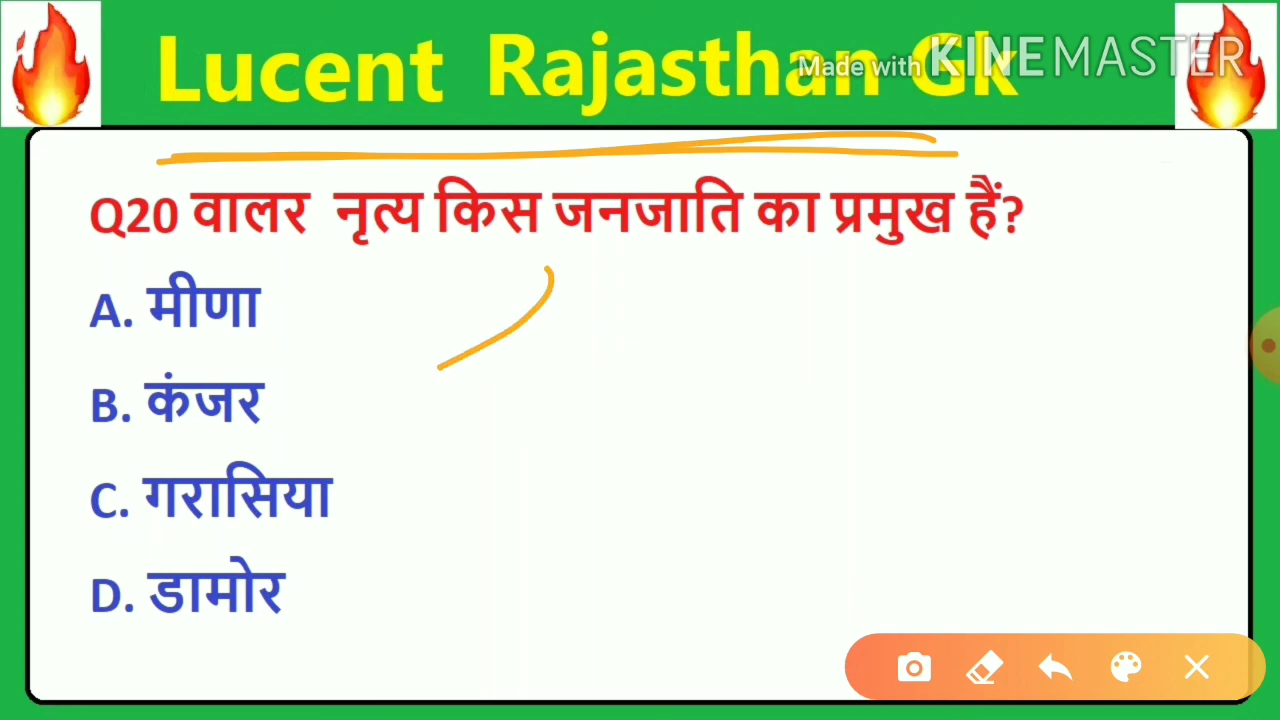 Lucent Rajasthan Gk
Made with KINEMASTER
Q20 वालर नृत्य किस जनजाति का प्रमुख हैं?
A. मीणा
B. कंजर
C. गरासिया
D. डामोर